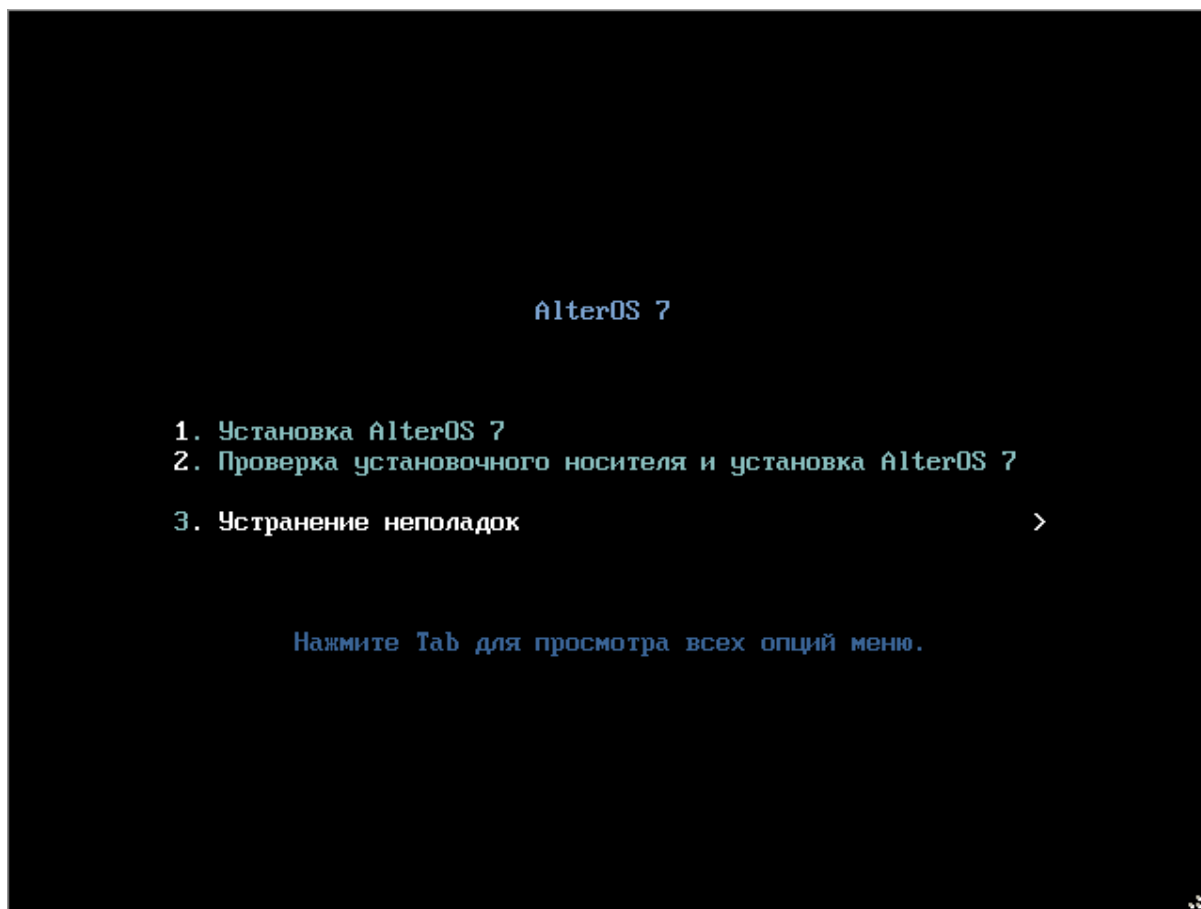 AlterOS 7
1. Установка AlterOS 7
2. Проверка установочного носителя и установка AlterOS 7
3. Устранение неполадок >
Нажмите Tab для просмотра всех опций меню.